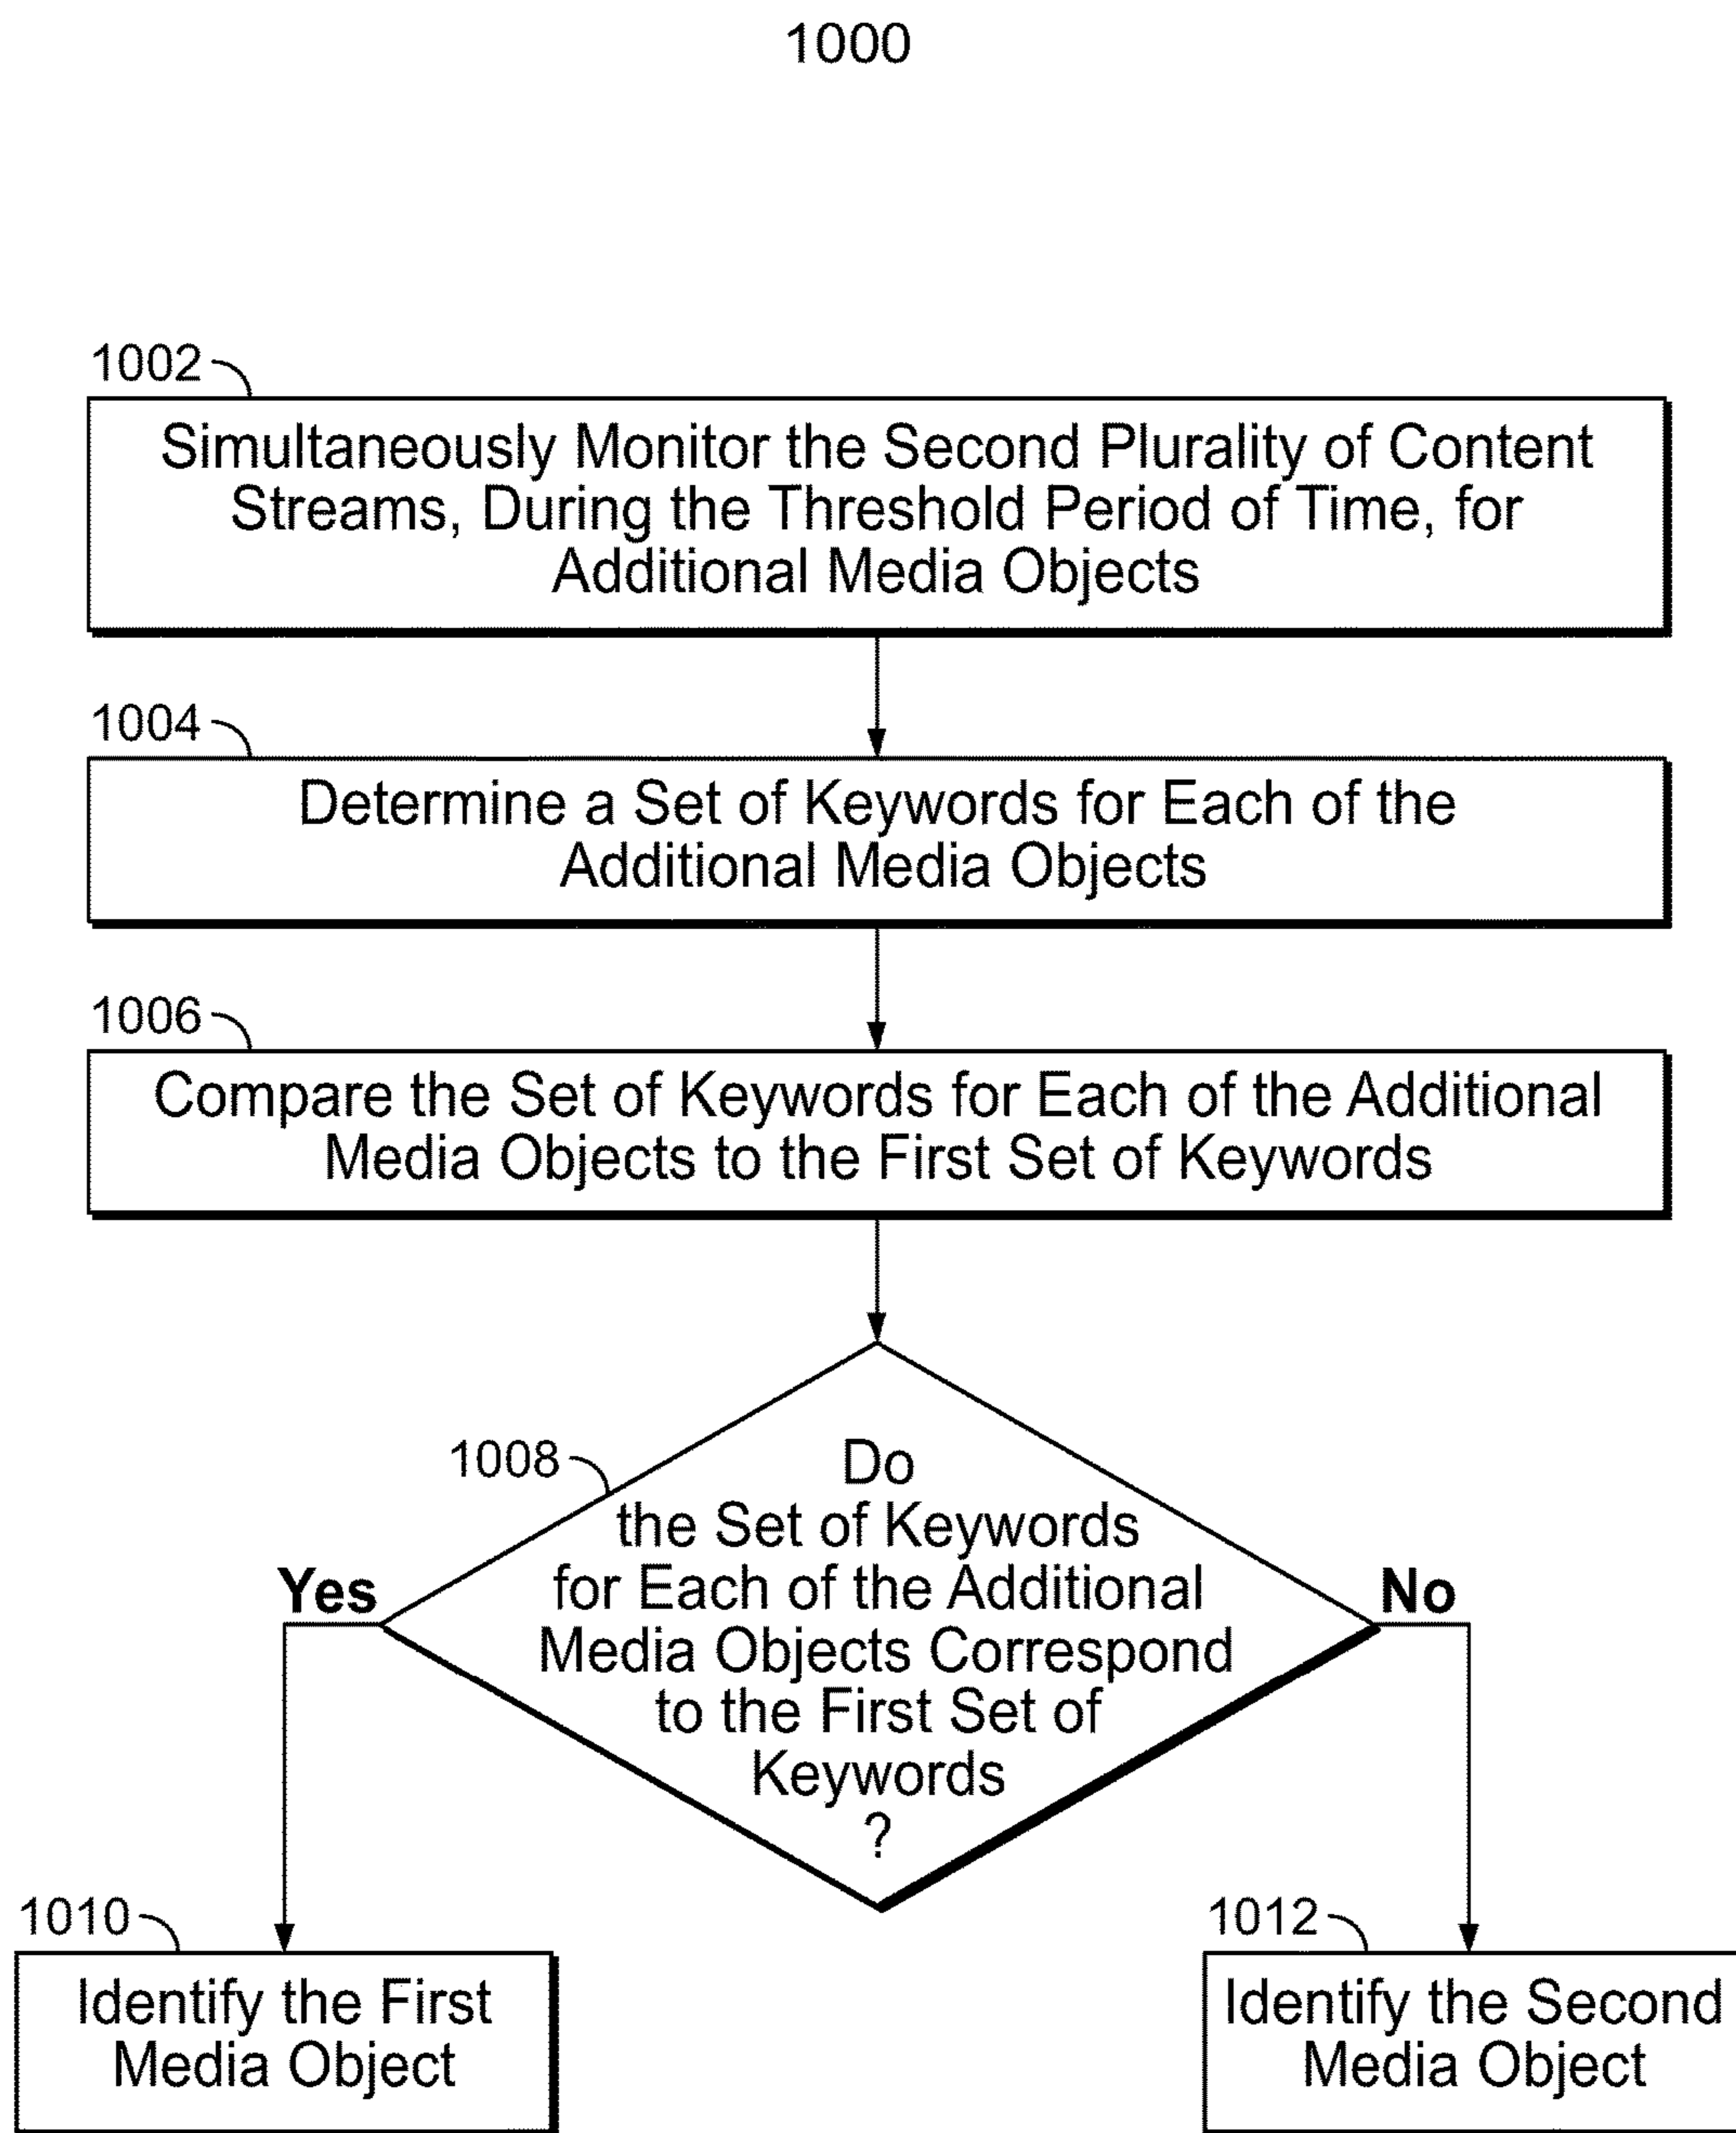 1000
1002
Simultaneously Monitor the Second Plurality of Content
Streams, During the Threshold Period of Time, for
Additional Media Objects
1004
Determine a Set of Keywords for Each of the
Additional Media Objects
1006
Compare the Set of Keywords for Each of the Additional
Media Objects to the First Set of Keywords
1008
Do
the Set of Keywords
for Each of the Additional
Media Objects Correspond
to the First Set of
Keywords
?
Yes
No
1010
Identify the First
Media Object
1012
Identify the Second
Media Object